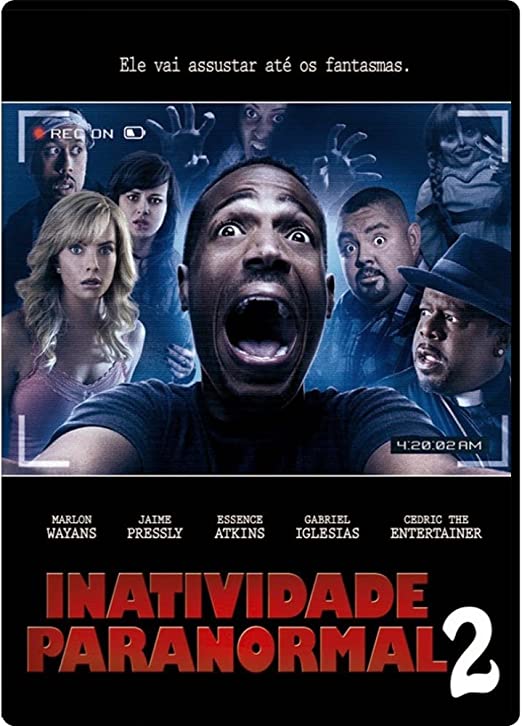 Ele vai assustar até os fantasmas.
REC ON
4:20:02 AM
MARLON WAYANS
JAIME PRESSLY
ESSENCE ATKINS
GABRIEL IGLESIAS
CEDRIC THE ENTERTAINER
INATIVIDADE
PARANORMAL 2